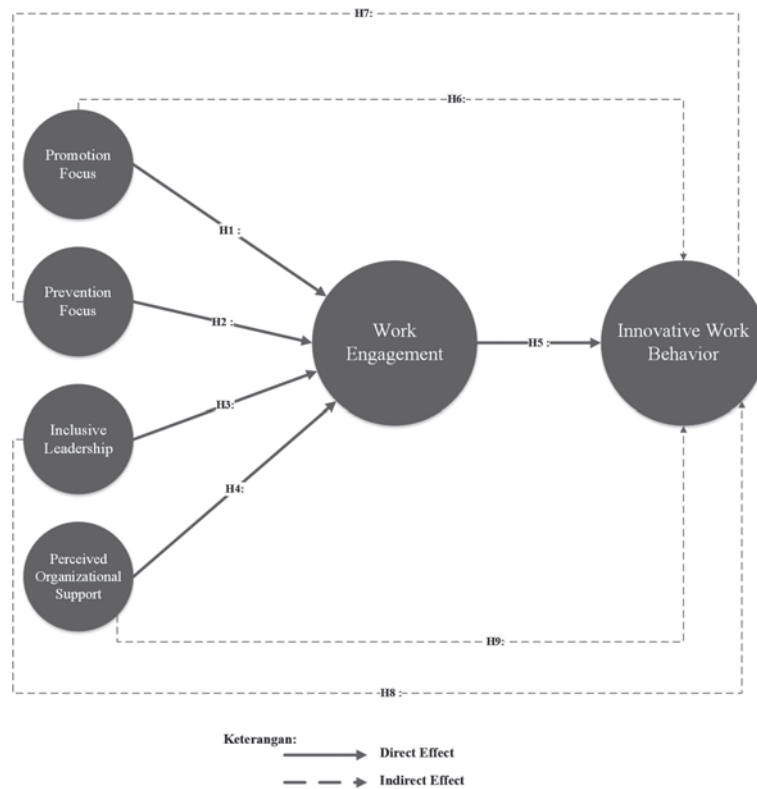 H7:
H6:
Promotion
Focus
H1 :
Prevention
Focus
H2 :
Work
Engagement
H5 :
Innovative Work
Behavior
Inclusive
Leadership
H3:
H4:
Perceived
Organizational
Support
H9:
H8 :
Keterangan:
Direct Effect
Indirect Effect